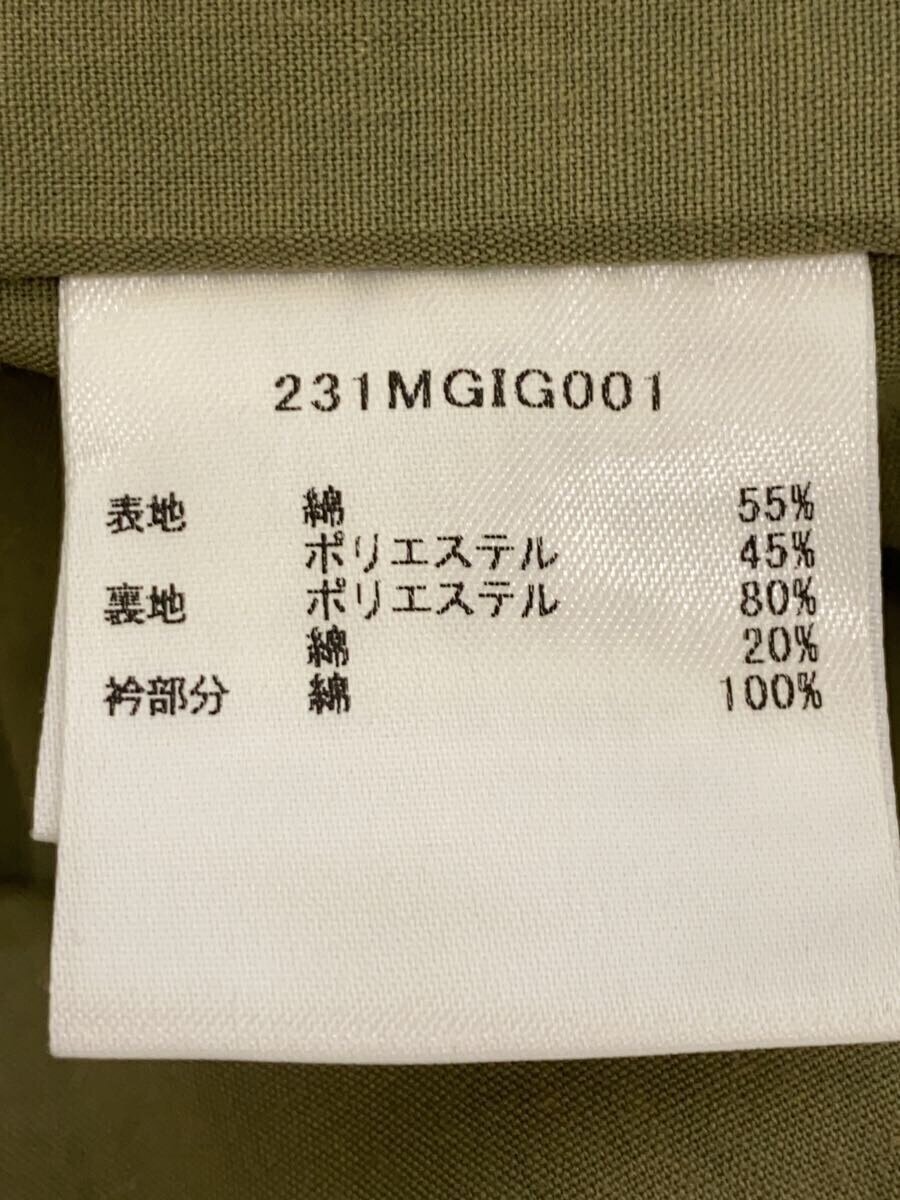 231MGIG001
表地 綿 55%
ポリエステル 45%
裏地 ポリエステル 80%
綿 20%
衿部分 綿 100%